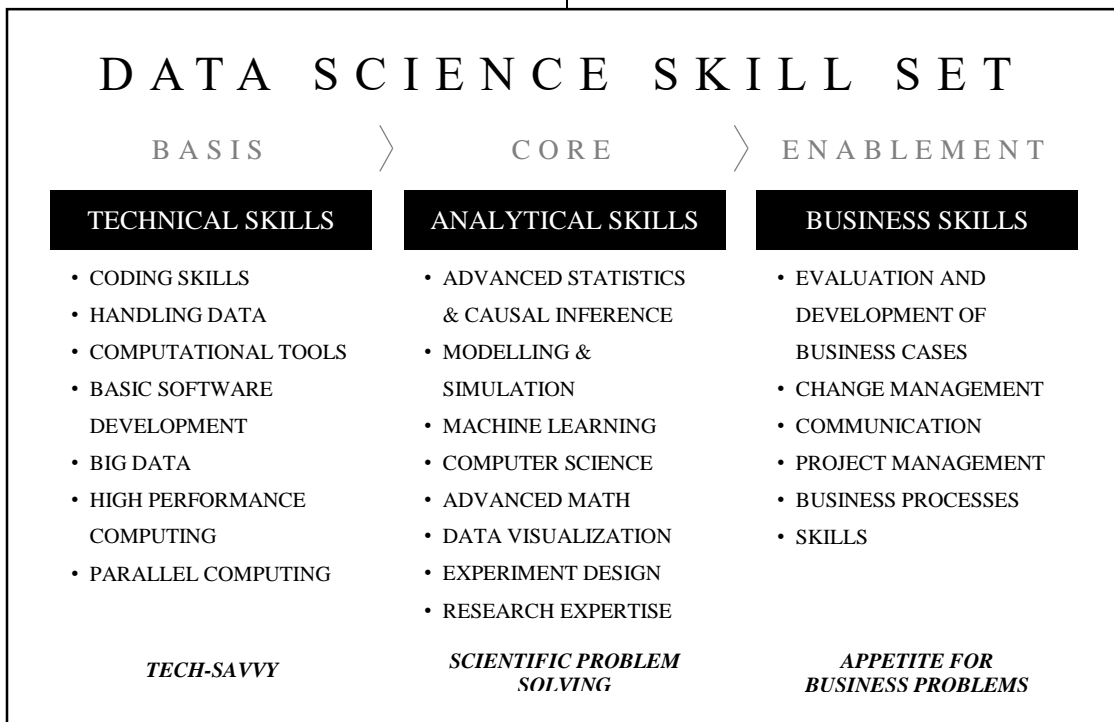 DATA SCIENCE SKILL SET
BASIS
CORE
ENABLEMENT
TECHNICAL SKILLS
• CODING SKILLS
• HANDLING DATA
• COMPUTATIONAL TOOLS
• BASIC SOFTWARE
DEVELOPMENT
• BIG DATA
• HIGH PERFORMANCE
COMPUTING
• PARALLEL COMPUTING
TECH-SAVVY
ANALYTICAL SKILLS
• ADVANCED STATISTICS
& CAUSAL INFERENCE
• MODELLING &
SIMULATION
• MACHINE LEARNING
• COMPUTER SCIENCE
• ADVANCED MATH
• DATA VISUALIZATION
• EXPERIMENT DESIGN
• RESEARCH EXPERTISE
SCIENTIFIC PROBLEM
SOLVING
BUSINESS SKILLS
• EVALUATION AND
DEVELOPMENT OF
BUSINESS CASES
• CHANGE MANAGEMENT
• COMMUNICATION
• PROJECT MANAGEMENT
• BUSINESS PROCESSES
• SKILLS
APPETITE FOR
BUSINESS PROBLEMS